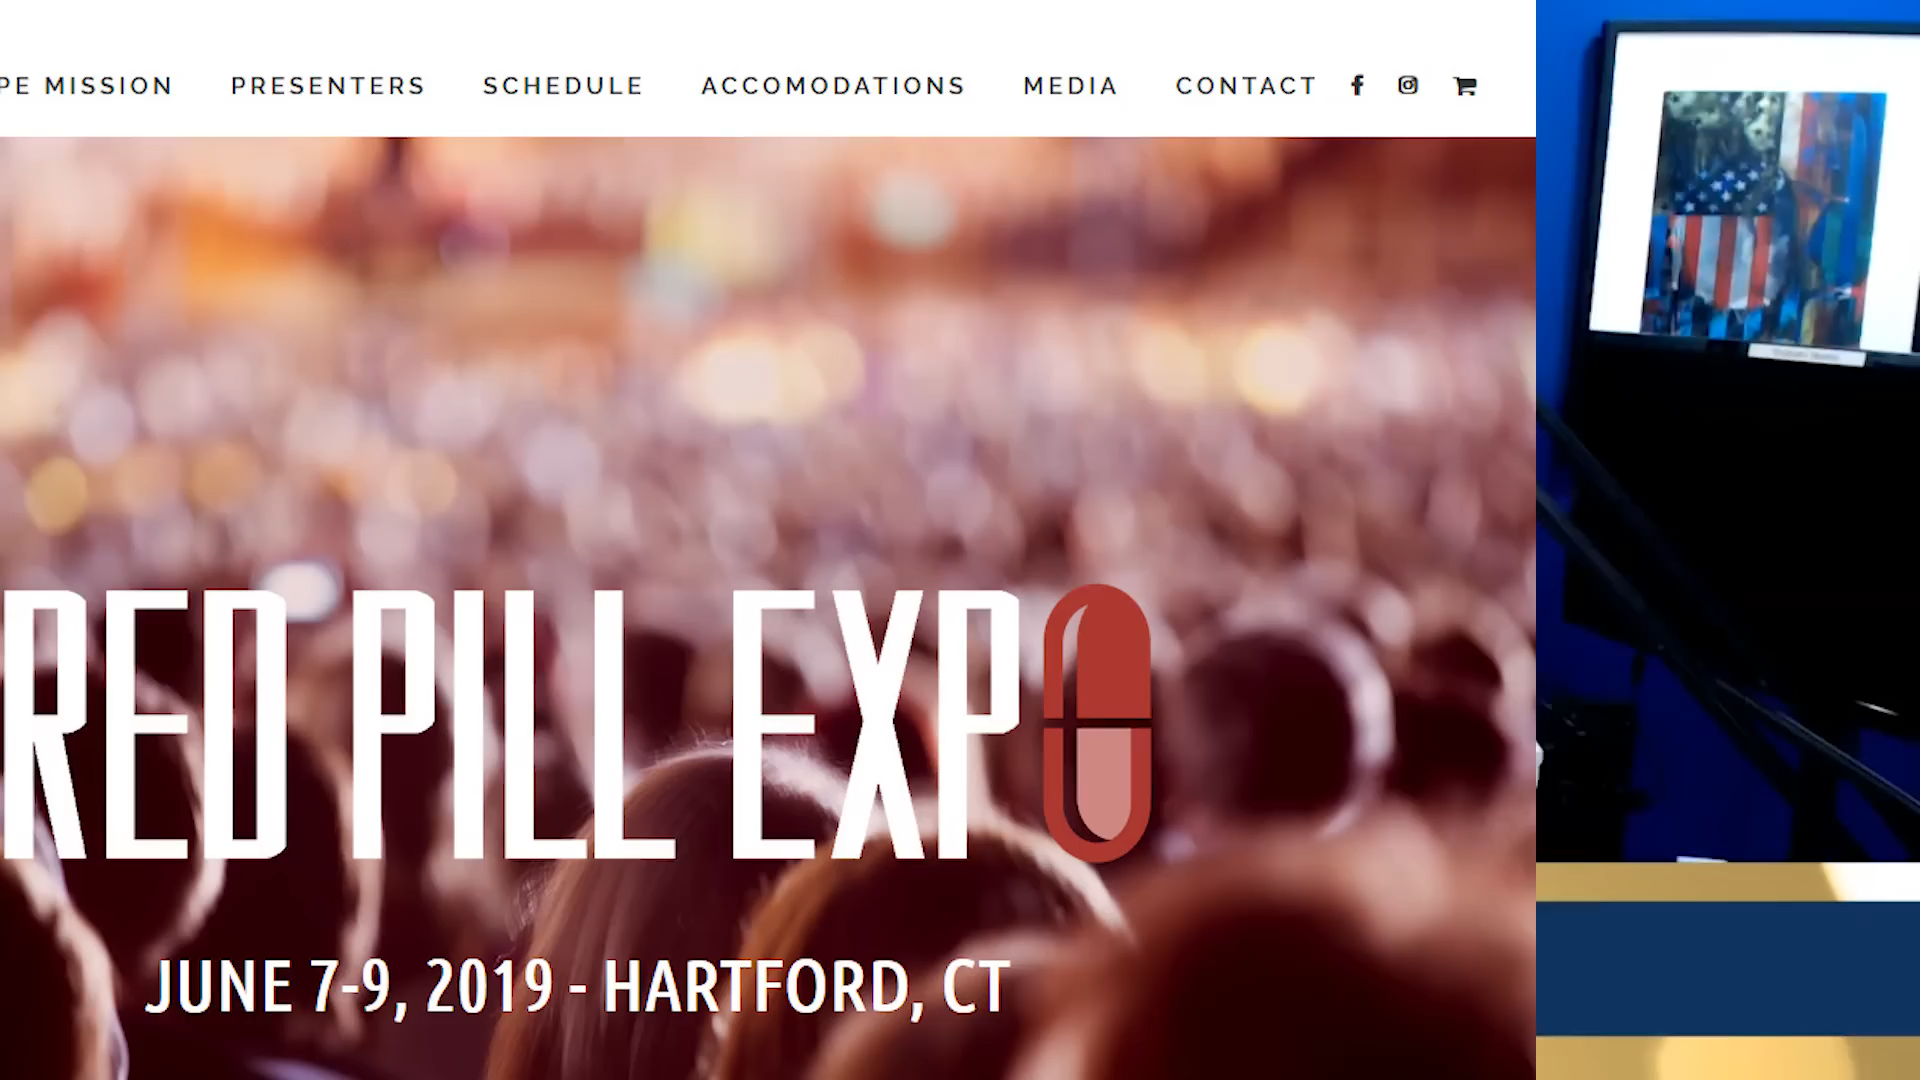 PE MISSION PRESENTERS SCHEDULE ACCOMODATIONS MEDIA CONTACT
RED PILL EXPO
JUNE 7-9, 2019 - HARTFORD, CT